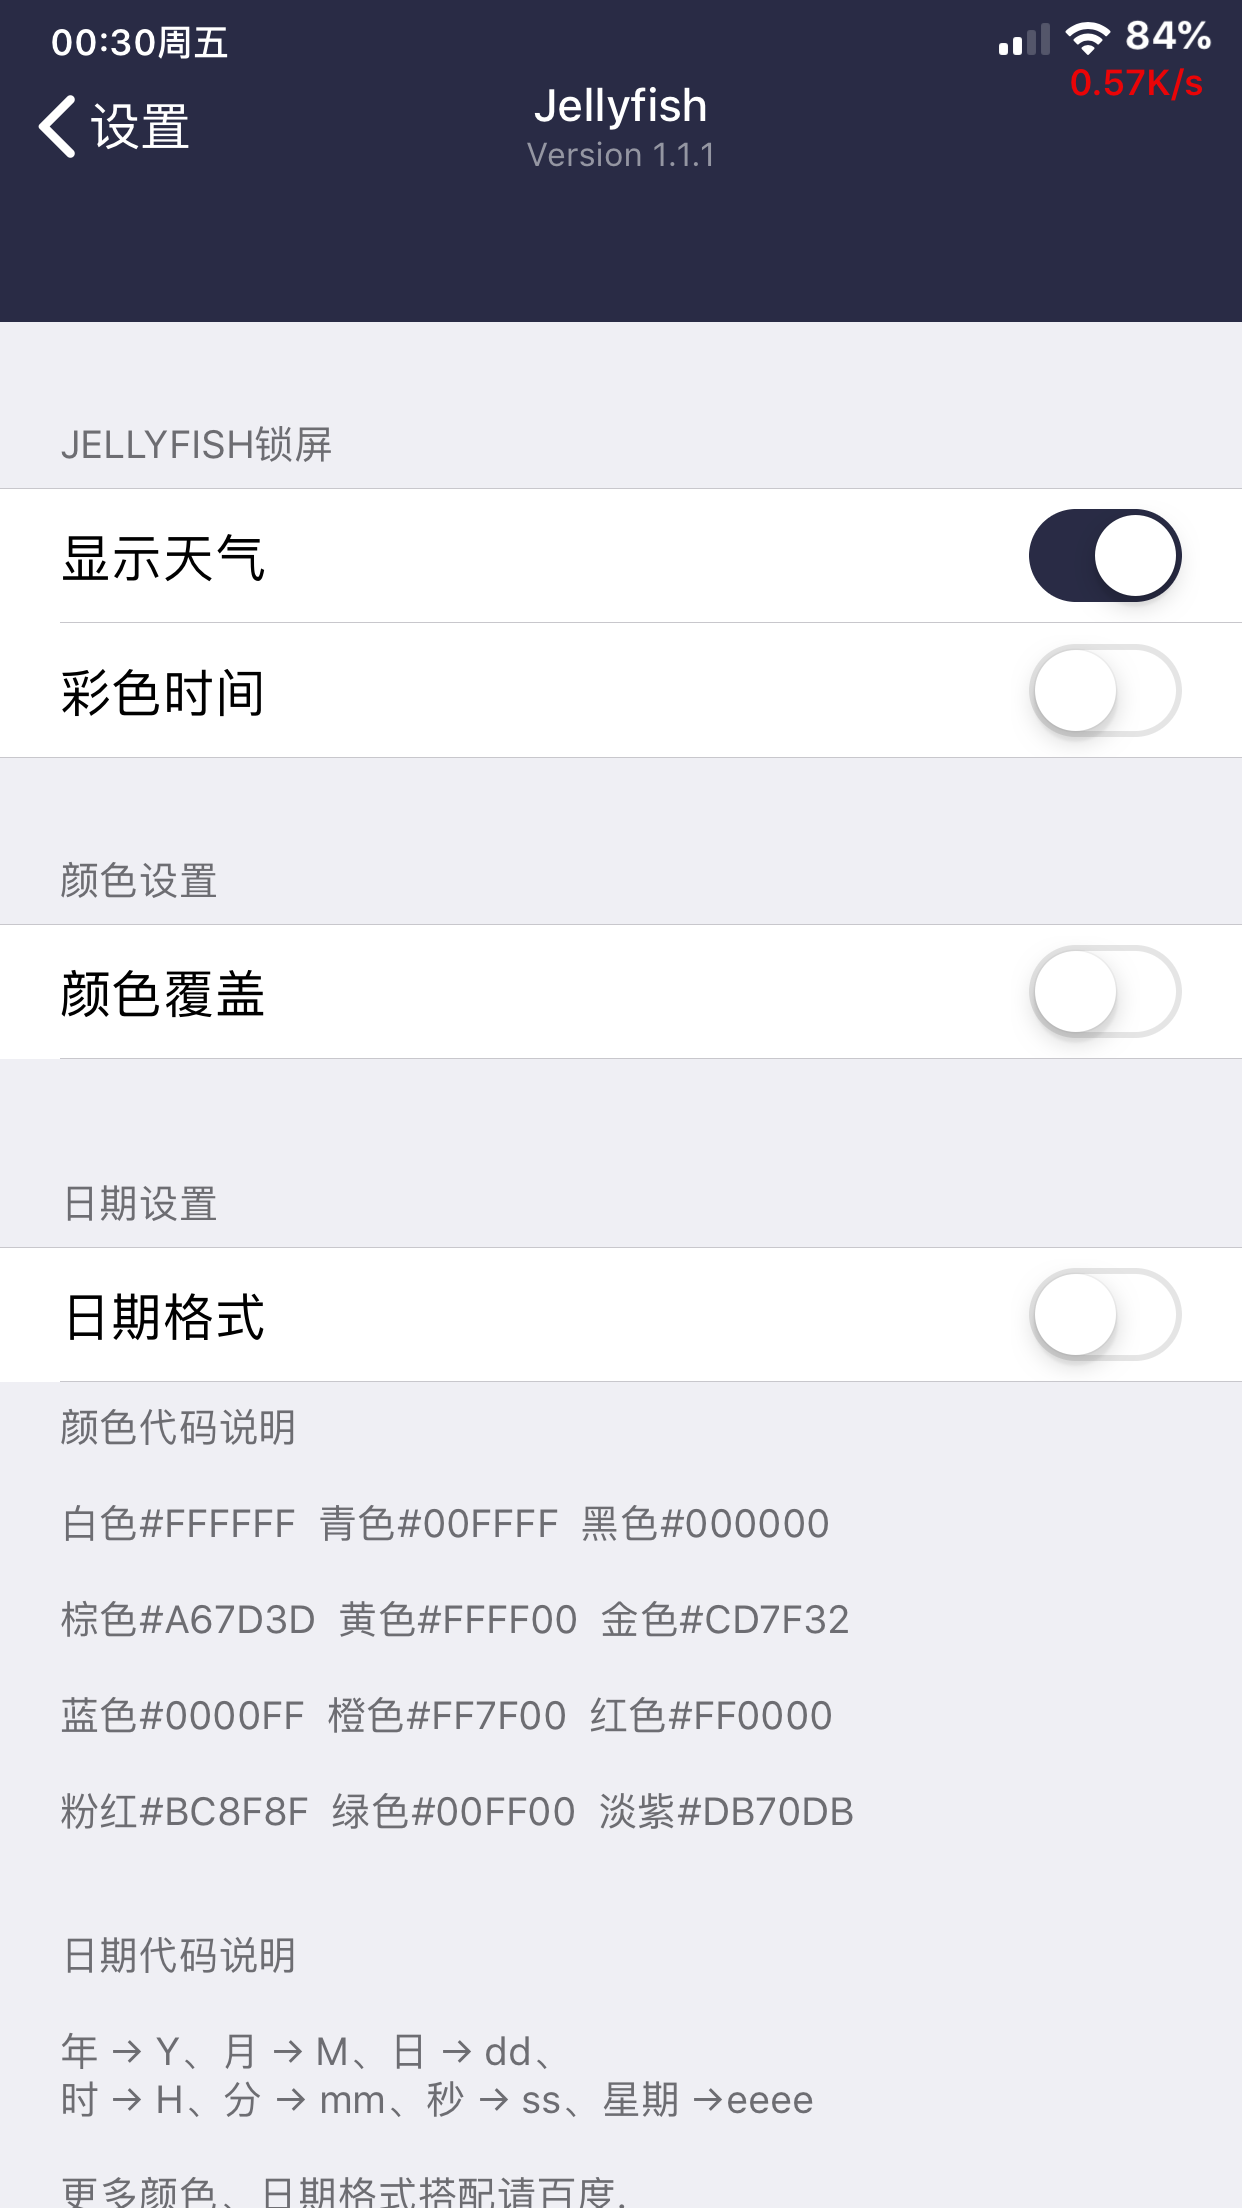 00:30周五
84%
0.57K/s
设置
Jellyfish
Version 1.1.1
JELLYFISH锁屏
显示天气
彩色时间
颜色设置
颜色覆盖
日期设置
日期格式
颜色代码说明
白色#FFFFFF 青色#00FFFF 黑色#000000
棕色#A67D3D 黄色#FFFF00 金色#CD7F32
蓝色#0000FF 橙色#FF7F00 红色#FF0000
粉红#BC8F8F 绿色#00FF00 淡紫#DB70DB
日期代码说明
年 → Y、月 → M、日 → dd、
时 → H、分 → mm、秒 → ss、星期 →eeee
更多颜色、日期格式搭配请百度.